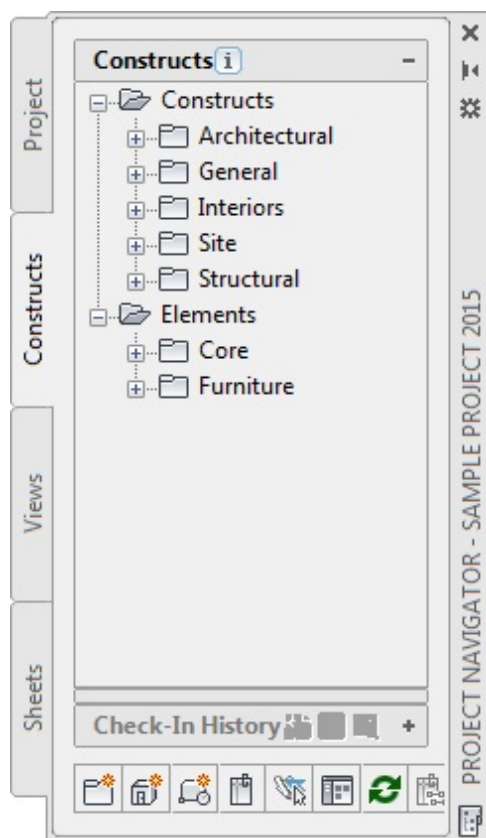 Project
Constructs
Views
Sheets
Constructs
Constructs
Architectural
General
Interiors
Site
Structural
Elements
Core
Furniture
Check-In History
PROJECT NAVIGATOR - SAMPLE PROJECT 2015